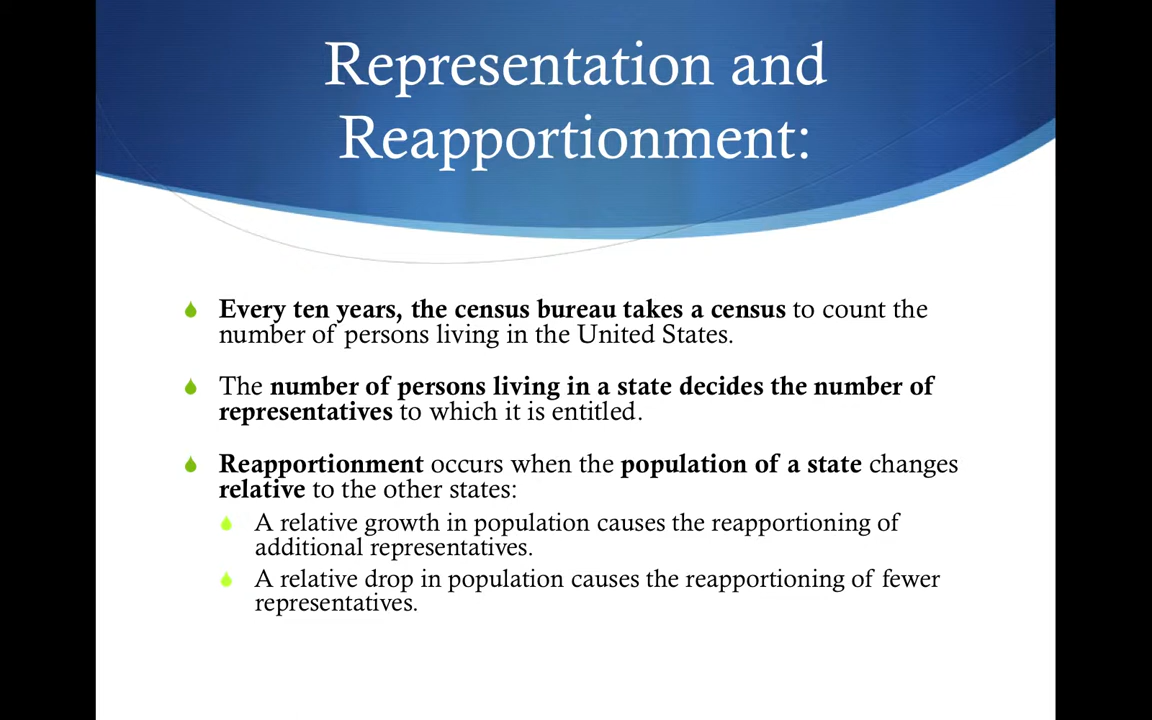 Representation and
Reapportionment:
Every ten years, the census bureau takes a census to count the
number of persons living in the United States.
The number of persons living in a state decides the number of
representatives to which it is entitled.
Reapportionment occurs when the population of a state changes
relative to the other states:
A relative growth in population causes the reapportioning of
additional representatives.
A relative drop in population causes the reapportioning of fewer
representatives.